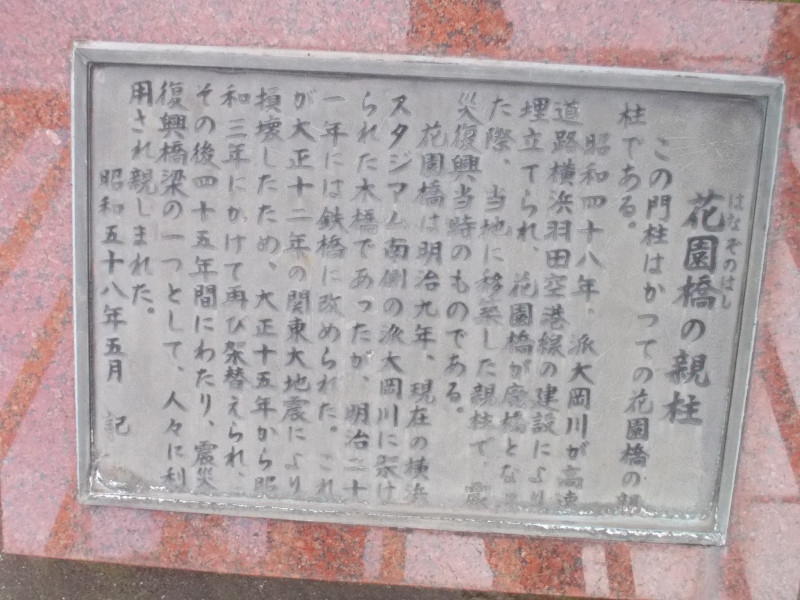 はなぞのはし
花園橋の親柱
この門柱はかつての花園橋の親
柱である。
昭和四十八年、派大岡川が高速
道路横浜羽田空港線の建設により
埋立てられ、花園橋が廃橋となっ
た際、当地に移築した親柱で、震
災復興当時のものである。
花園橋は明治九年、現在の横浜
スタジアム南側の派大岡川に架け
られた木橋であったが、明治二十
一年には鉄橋に改められた。これ
が大正十二年の関東大地震により
損壊したため、大正十五年から昭
和三年にかけて再び架替えられ、
その後四十五年間にわたり、震災
復興橋梁の一つとして、人々に利
用され親しまれた。
昭和五十八年五月 記